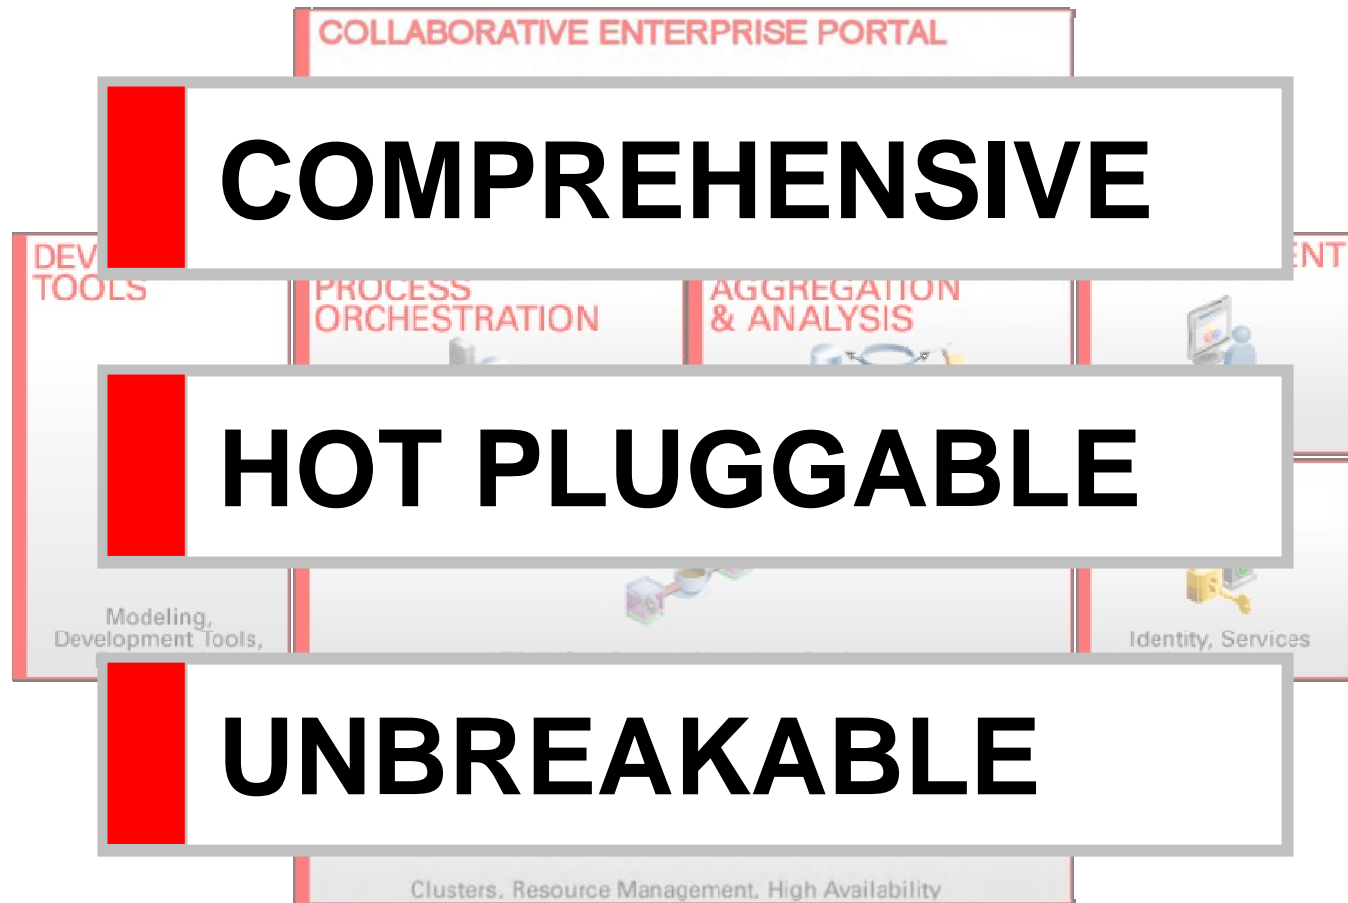 COLLABORATIVE ENTERPRISE PORTAL
COMPREHENSIVE
TOOLS
PROCESS
ORCHESTRATION
AGGREGATION
& ANALYSIS
HOT PLUGGABLE
Modeling,
Development Tools,
Identity, Services
UNBREAKABLE
Clusters, Resource Management, High Availability